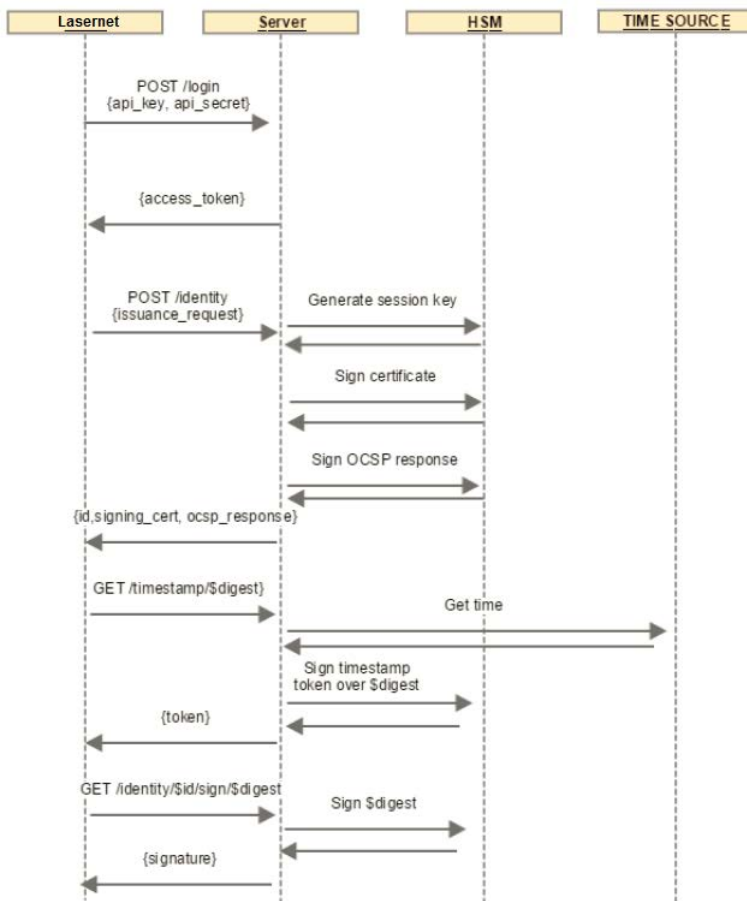 Lasernet
Server
HSM
TIME SOURCE
POST /login
{api_key, api_secret}
{access_token}
POST /identity
{issuance_request}
Generate session key
Sign certificate
Sign OCSP response
{id,signing_cert, ocsp_response}
GET /timestamp/$digest}
Get time
Sign timestamp
token over $digest
{token}
GET /identity/$id/sign/$digest
Sign $digest
{signature}